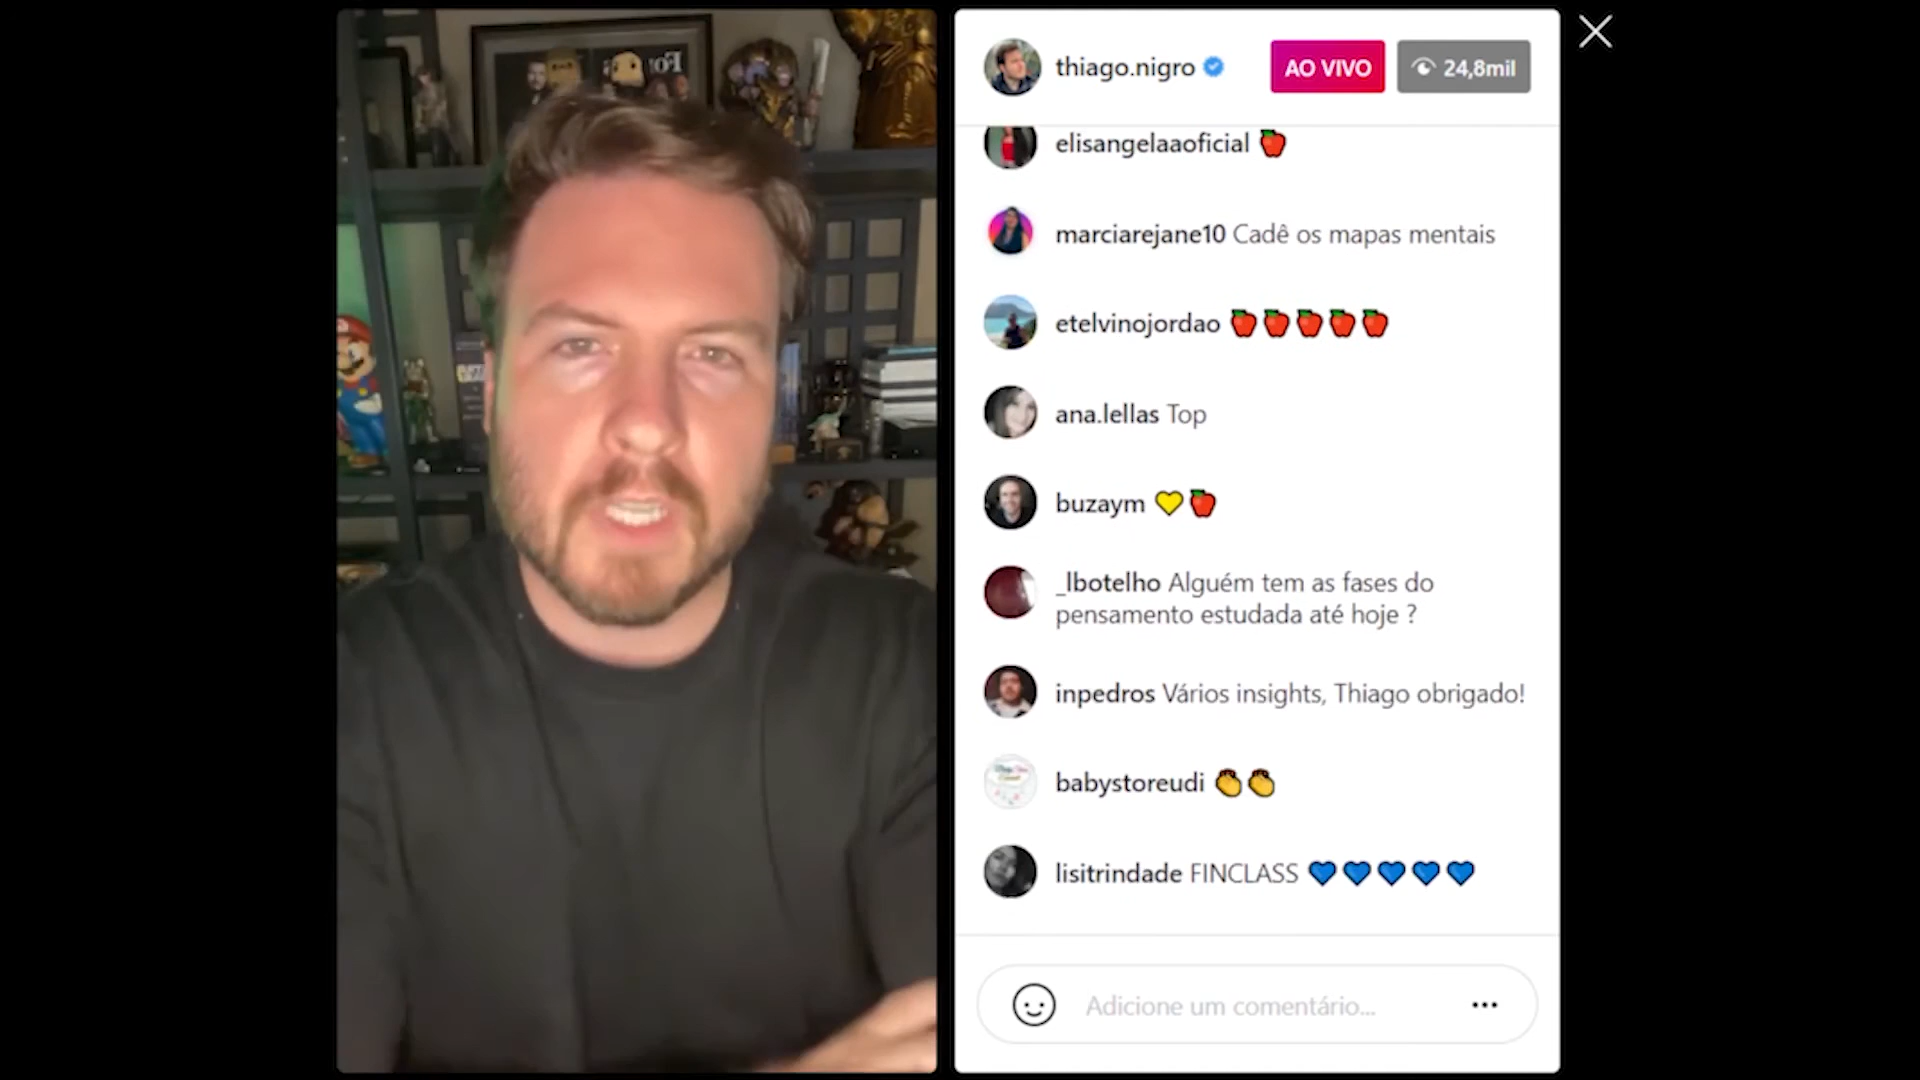 thiago.nigro
AO VIVO
24,8mil
elisangelaaoficial 🍎
marciarejane10 Cadê os mapas mentais
etelvinojordao 🍎🍎🍎🍎🍎
ana.lellas Top
buzaym 💛🍎
_lbotelho Alguém tem as fases do
pensamento estudada até hoje ?
inpedros Vários insights, Thiago obrigado!
babystoreudi 👏👏
lisitrindade FINCLASS 💙💙💙💙💙
Adicione um comentário...